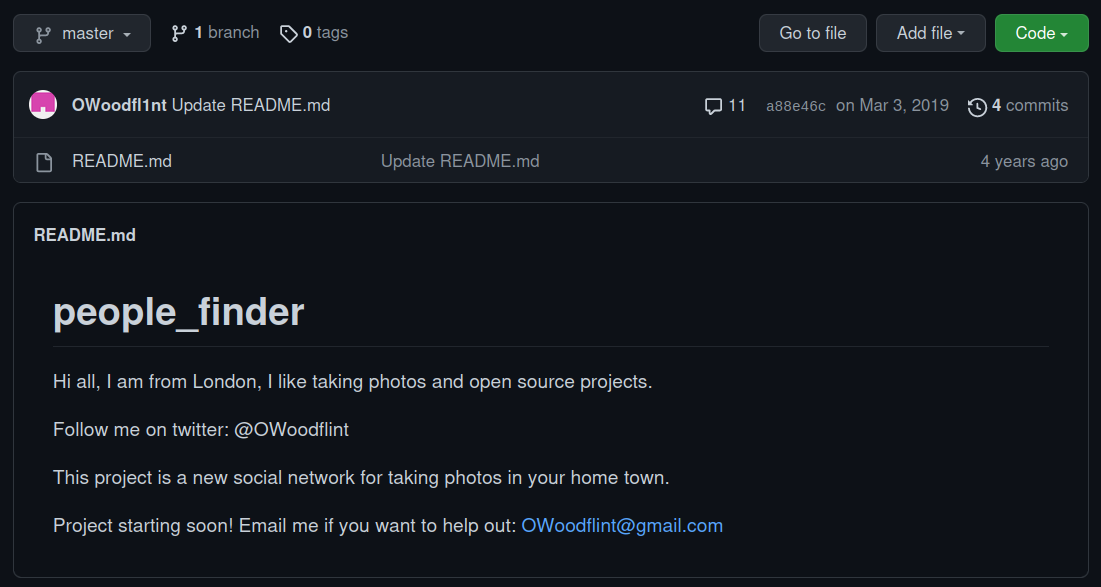 master 1 branch 0 tags Go to file Add file Code
OWoodfl1nt Update README.md 11 a88e46c on Mar 3, 2019 4 commits
README.md Update README.md 4 years ago
README.md
people_finder
Hi all, I am from London, I like taking photos and open source projects.
Follow me on twitter: @OWoodflint
This project is a new social network for taking photos in your home town.
Project starting soon! Email me if you want to help out: OWoodflint@gmail.com